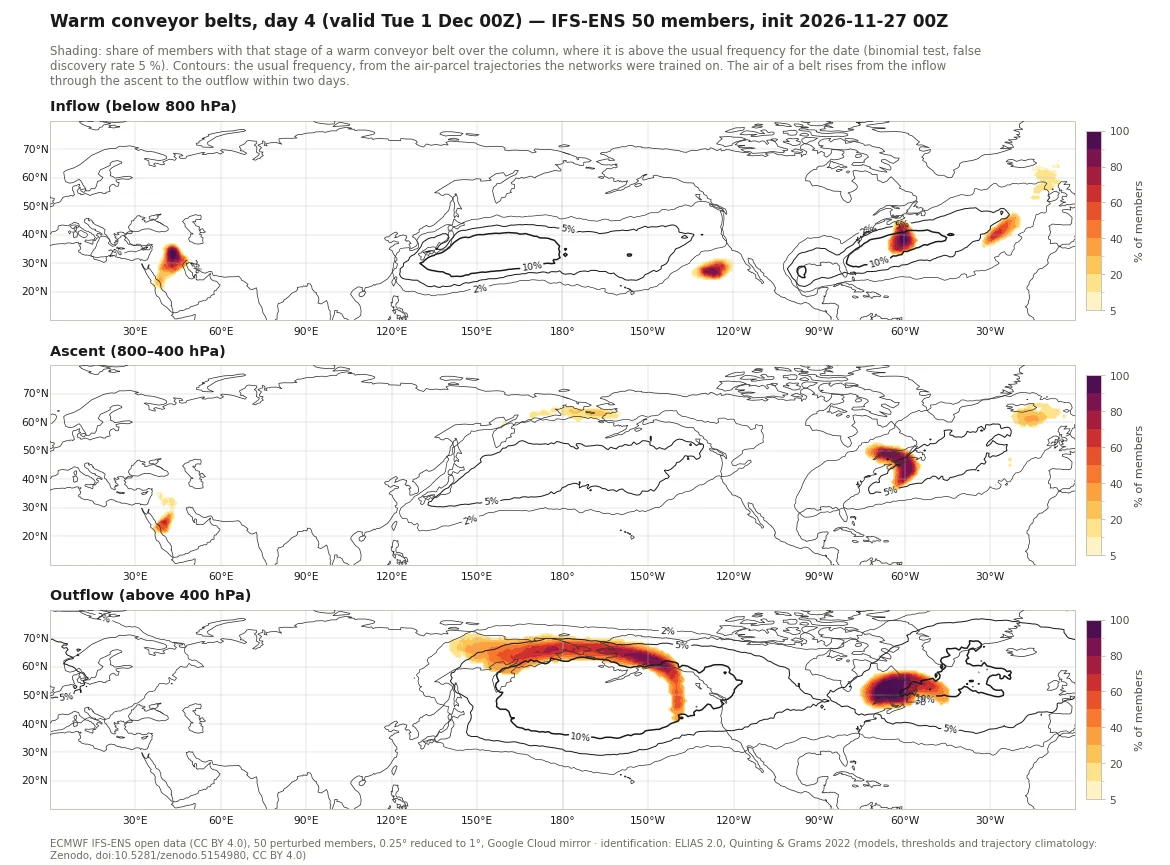 Warm conveyor belts, day 4 (valid Tue 1 Dec 00Z) — IFS-ENS 50 members, init 2026-11-27 00Z
Shading: share of members with that stage of a warm conveyor belt over the column, where it is above the usual frequency for the date (binomial test, false
discovery rate 5 %). Contours: the usual frequency, from the air-parcel trajectories the networks were trained on. The air of a belt rises from the inflow
through the ascent to the outflow within two days.
Inflow (below 800 hPa)
70°N
60°N
50°N
40°N
30°N
20°N
30°E
60°E
90°E
120°E
150°E
180°
150°W
120°W
90°W
60°W
30°W
2%
5%
10%
2%
10%
100
80
60
40
20
5
% of members
Ascent (800–400 hPa)
70°N
60°N
50°N
40°N
30°N
20°N
30°E
60°E
90°E
120°E
150°E
180°
150°W
120°W
90°W
60°W
30°W
5%
2%
5%
100
80
60
40
20
5
% of members
Outflow (above 400 hPa)
70°N
60°N
50°N
40°N
30°N
20°N
30°E
60°E
90°E
120°E
150°E
180°
150°W
120°W
90°W
60°W
30°W
2%
5%
2%
5%
10%
5%
100
80
60
40
20
5
% of members
ECMWF IFS-ENS open data (CC BY 4.0), 50 perturbed members, 0.25° reduced to 1°, Google Cloud mirror · identification: ELIAS 2.0, Quinting & Grams 2022 (models, thresholds and trajectory climatology:
Zenodo, doi:10.5281/zenodo.5154980, CC BY 4.0)